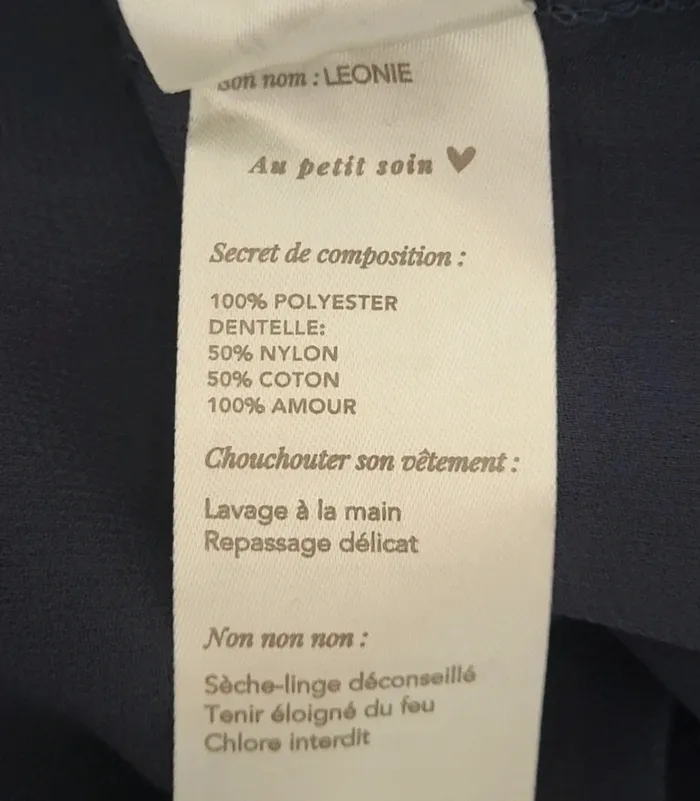 Son nom : LEONIE
Au petit soin ♥
Secret de composition :
100% POLYESTER
DENTELLE:
50% NYLON
50% COTON
100% AMOUR
Chouchouter son vêtement :
Lavage à la main
Repassage délicat
Non non non :
Sèche-linge déconseillé
Tenir éloigné du feu
Chlore interdit